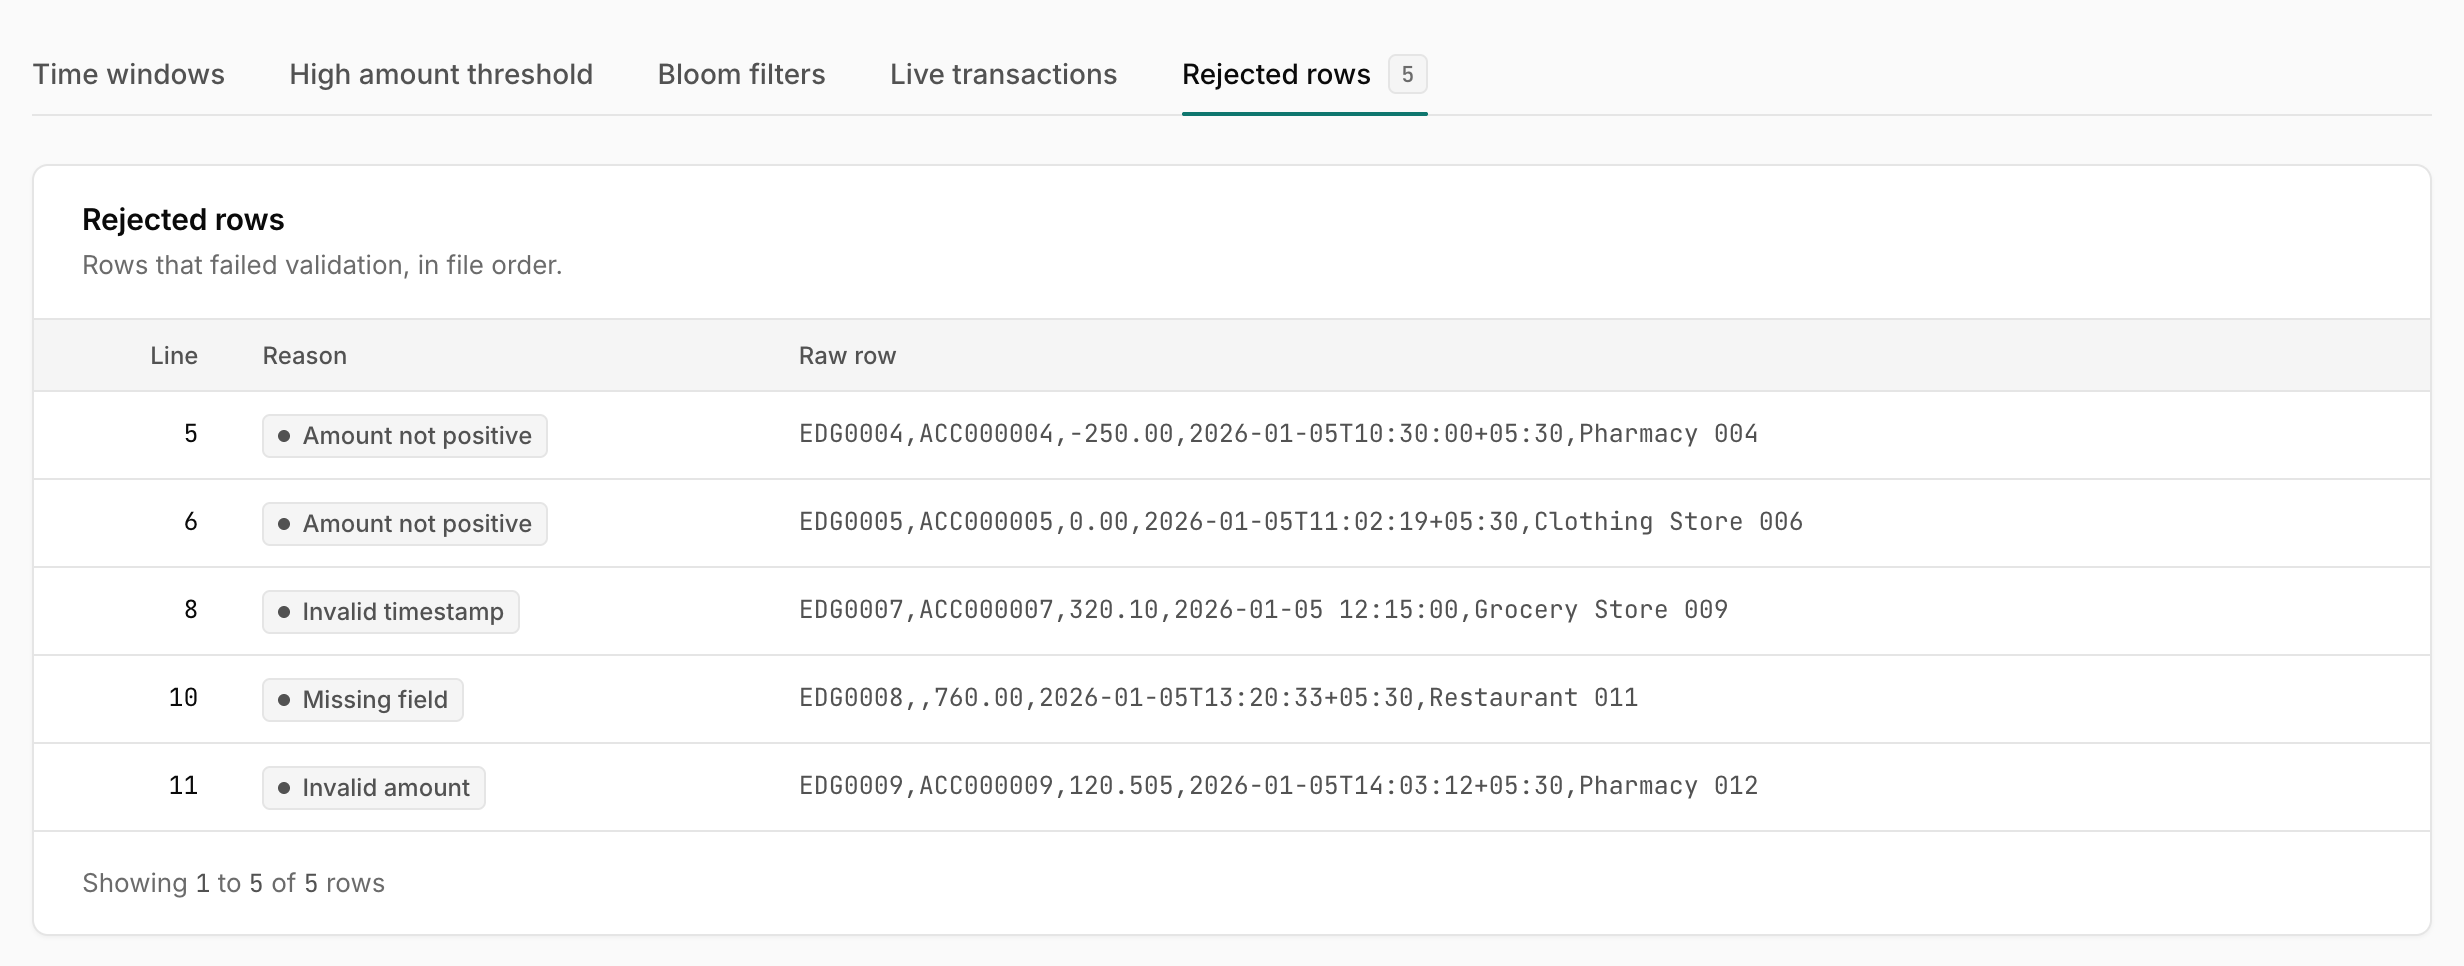 Time windows High amount threshold Bloom filters Live transactions Rejected rows 5
Rejected rows
Rows that failed validation, in file order.
Line Reason Raw row
5 Amount not positive EDG0004,ACC000004,-250.00,2026-01-05T10:30:00+05:30,Pharmacy 004
6 Amount not positive EDG0005,ACC000005,0.00,2026-01-05T11:02:19+05:30,Clothing Store 006
8 Invalid timestamp EDG0007,ACC000007,320.10,2026-01-05 12:15:00,Grocery Store 009
10 Missing field EDG0008,,760.00,2026-01-05T13:20:33+05:30,Restaurant 011
11 Invalid amount EDG0009,ACC000009,120.505,2026-01-05T14:03:12+05:30,Pharmacy 012
Showing 1 to 5 of 5 rows